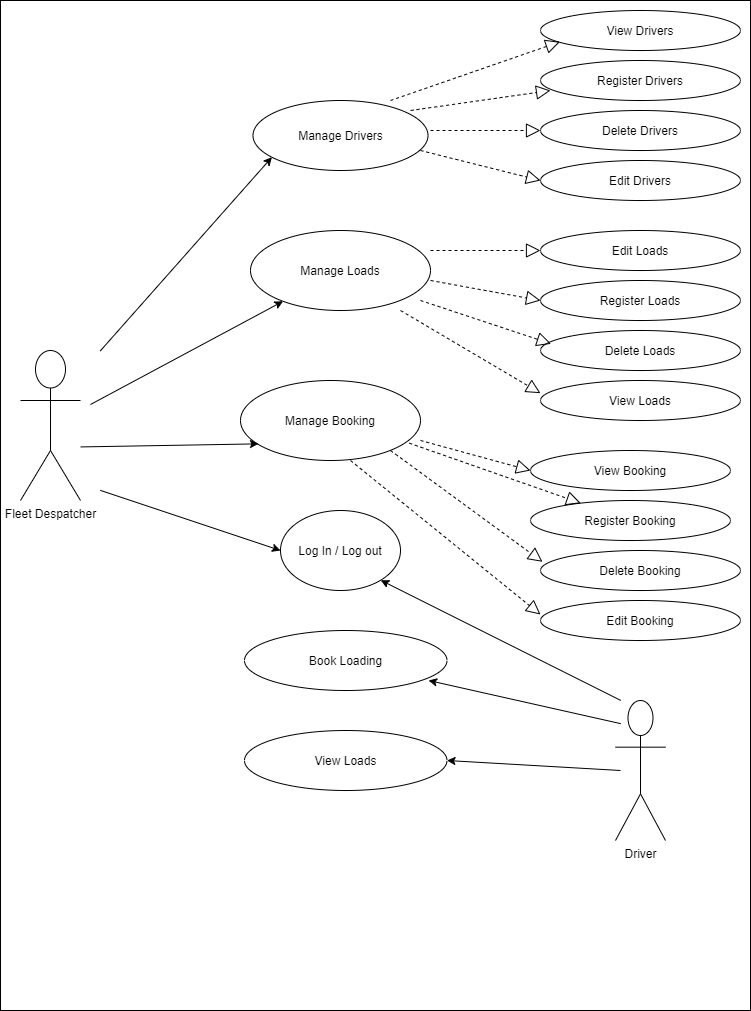 View Drivers
Register Drivers
Manage Drivers
Delete Drivers
Edit Drivers
Edit Loads
Manage Loads
Register Loads
Delete Loads
View Loads
Manage Booking
View Booking
Fleet Despatcher
Register Booking
Log In / Log out
Delete Booking
Edit Booking
Book Loading
View Loads
Driver